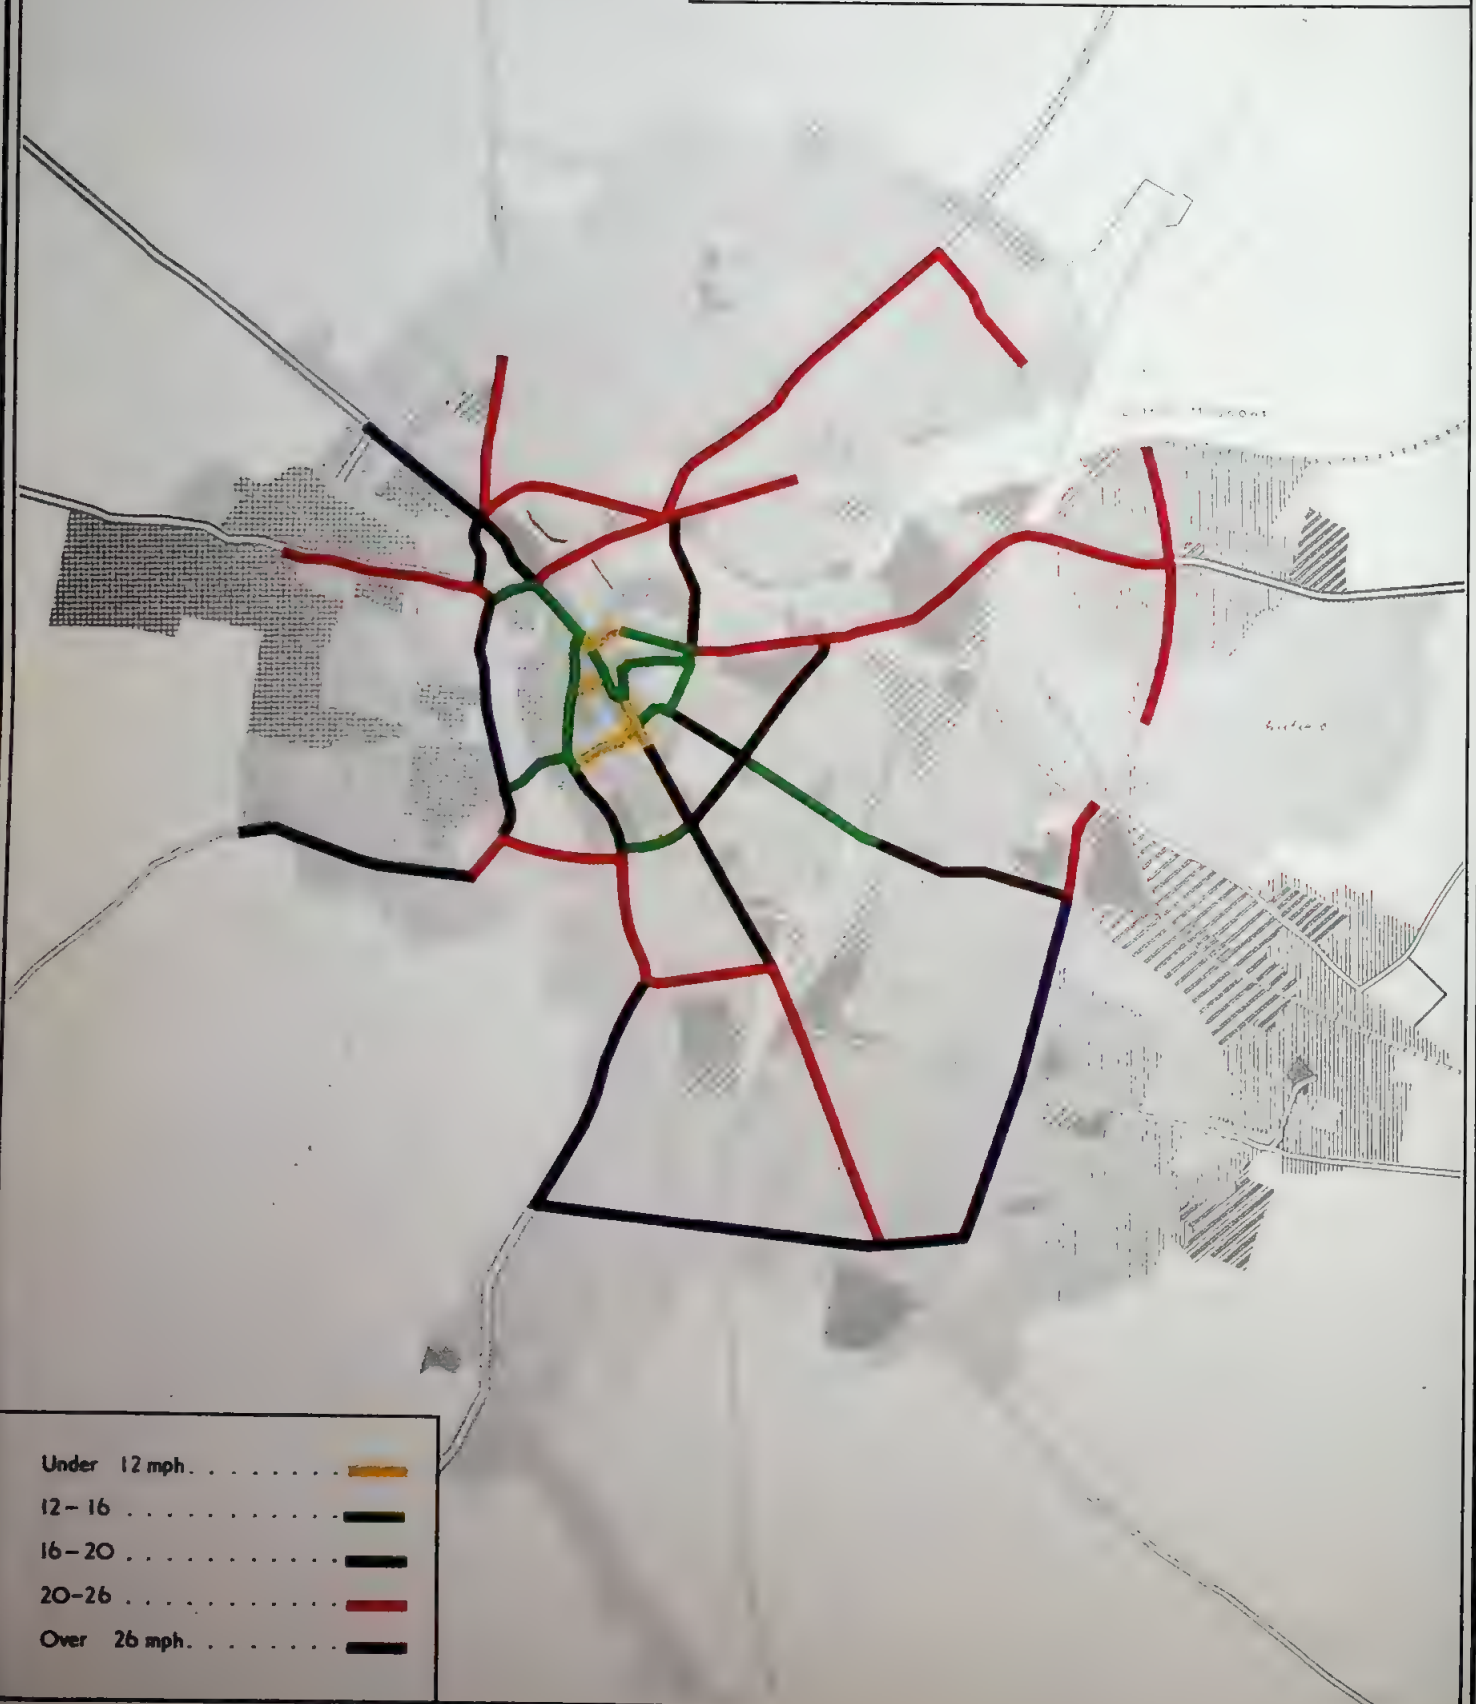 Under 12 mph. . . . . . . . .
12-16 . . . . . . . . . . . .
16-20 . . . . . . . . . . . .
20-26 . . . . . . . . . . . .
Over 26 mph. . . . . . . . .